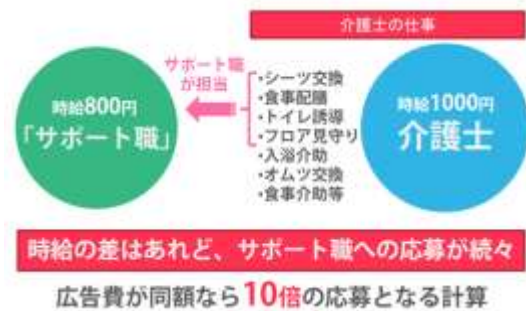 介護士の仕事
サポート職
が担当
時給800円
「サポート職」
・シーツ交換
・食事配膳
・トイレ誘導
・フロア見守り
・入浴介助
・オムツ交換
・食事介助等
時給1000円
介護士
時給の差はあれど、サポート職への応募が続々
広告費が同額なら10倍の応募となる計算